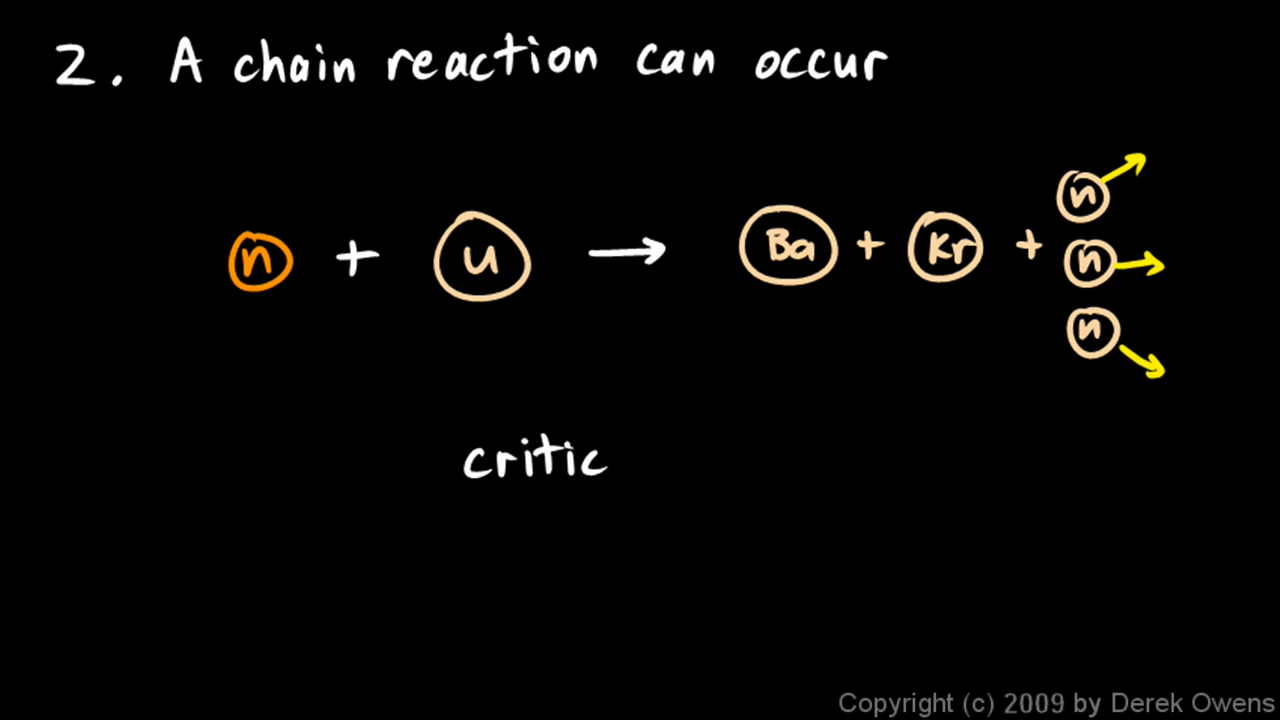 2. A chain reaction can occur
n + U → Ba + Kr + n n n
critic
Copyright (c) 2009 by Derek Owens